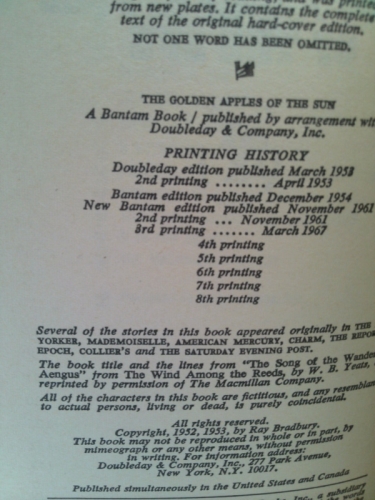 from new plates. It contains the complete
text of the original hard-cover edition.
NOT ONE WORD HAS BEEN OMITTED.
THE GOLDEN APPLES OF THE SUN
A Bantam Book / published by arrangement with
Doubleday & Company, Inc.
PRINTING HISTORY
Doubleday edition published March 1953
2nd printing ........ April 1953
Bantam edition published December 1954
New Bantam edition published November 1961
2nd printing ... November 1961
3rd printing ....... March 1967
4th printing
5th printing
6th printing
7th printing
8th printing
Several of the stories in this book appeared originally in THE
YORKER, MADEMOISELLE, AMERICAN MERCURY, CHARM, THE REPOR
EPOCH, COLLIER'S and THE SATURDAY EVENING POST.
The book title and the lines from "The Song of the Wander
Aengus" from The Wind Among the Reeds, by W. B. Yeats,
reprinted by permission of The Macmillan Company.
All of the characters in this book are fictitious, and any resemblan
to actual persons, living or dead, is purely coincidental.
All rights reserved.
Copyright, 1952, 1953, by Ray Bradbury.
This book may not be reproduced in whole or in part, by
mimeograph or any other means, without permission
in writing. For information address:
Doubleday & Company, Inc., 277 Park Avenue,
New York, N.Y. 10017.
Published simultaneously in the United States and Canada
Inc., a subsidiary